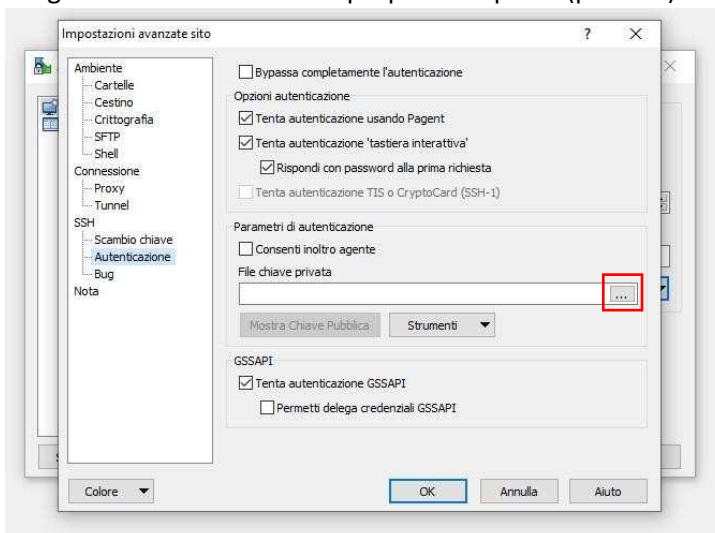 Impostazioni avanzate sito
Ambiente
Cartelle
Cestino
Crittografia
SFTP
Shell
Connessione
Proxy
Tunnel
SSH
Scambio chiave
Autenticazione
Bug
Nota
Bypassa completamente l'autenticazione
Opzioni autenticazione
Tenta autenticazione usando Pagent
Tenta autenticazione 'tastiera interattiva'
Rispondi con password alla prima richiesta
Tenta autenticazione TIS o CryptoCard (SSH-1)
Parametri di autenticazione
Consenti inoltro agente
File chiave privata
...
Mostra Chiave Pubblica
Strumenti
GSSAPI
Tenta autenticazione GSSAPI
Permetti delega credenziali GSSAPI
Colore
OK
Annulla
Aiuto